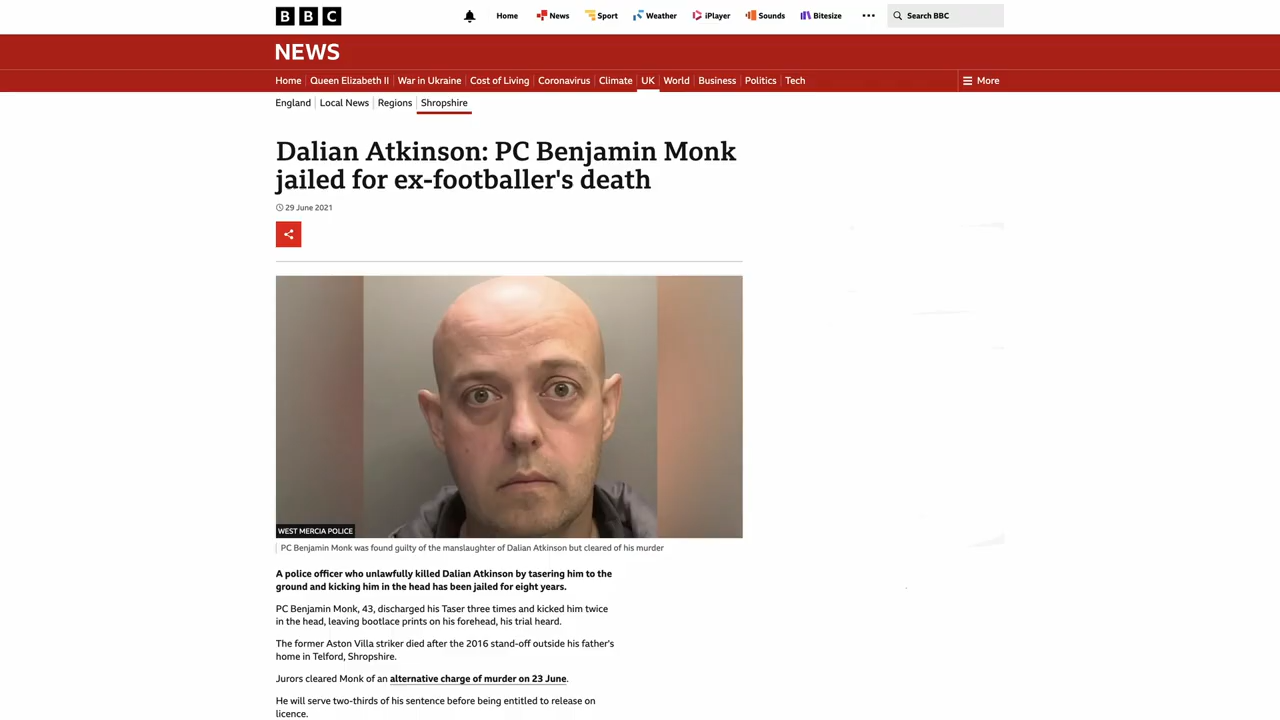 BBC
Home
News
Sport
Weather
iPlayer
Sounds
Bitesize
Search BBC
NEWS
Home
Queen Elizabeth II
War in Ukraine
Cost of Living
Coronavirus
Climate
UK
World
Business
Politics
Tech
More
England
Local News
Regions
Shropshire
Dalian Atkinson: PC Benjamin Monk
jailed for ex-footballer's death
29 June 2021
WEST MERCIA POLICE
PC Benjamin Monk was found guilty of the manslaughter of Dalian Atkinson but cleared of his murder
A police officer who unlawfully killed Dalian Atkinson by tasering him to the
ground and kicking him in the head has been jailed for eight years.
PC Benjamin Monk, 43, discharged his Taser three times and kicked him twice
in the head, leaving bootlace prints on his forehead, his trial heard.
The former Aston Villa striker died after the 2016 stand-off outside his father's
home in Telford, Shropshire.
Jurors cleared Monk of an alternative charge of murder on 23 June.
He will serve two-thirds of his sentence before being entitled to release on
licence.